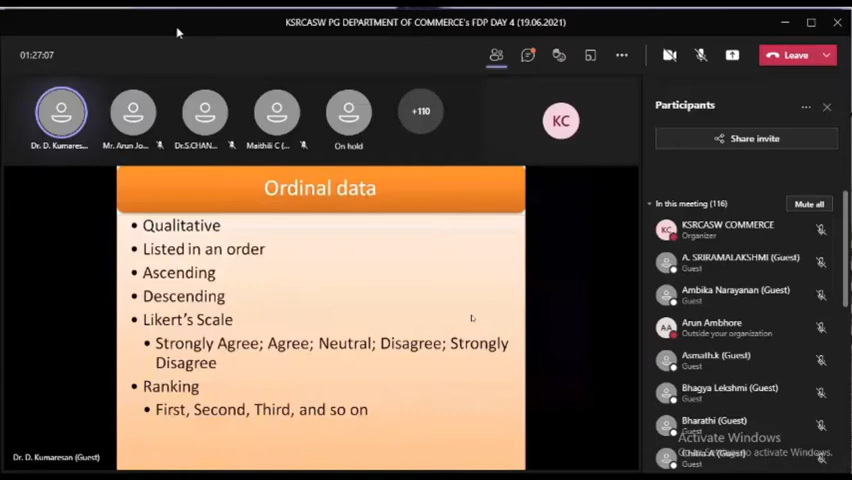 KSRCASW PG DEPARTMENT OF COMMERCE's FDP DAY 4 (19.06.2021)
01:27:07
Leave
Dr. D. Kumares...
Mr. Arun Jo...
Dr.S.CHAN...
Maithili C (...
On hold
+110
KC
Participants
Share invite
In this meeting (116)
Mute all
KC
KSRCASW COMMERCE
Organizer
A. SRIRAMALAKSHMI (Guest)
Guest
Ambika Narayanan (Guest)
Guest
AA
Arun Ambhore
Outside your organization
Asmath.k (Guest)
Guest
Bhagya Lekshmi (Guest)
Guest
Bharathi (Guest)
Guest
Chitra A (Guest)
Guest
Activate Windows
to activate Windows.
Ordinal data
• Qualitative
• Listed in an order
• Ascending
• Descending
• Likert's Scale
• Strongly Agree; Agree; Neutral; Disagree; Strongly
Disagree
• Ranking
• First, Second, Third, and so on
Dr. D. Kumaresan (Guest)